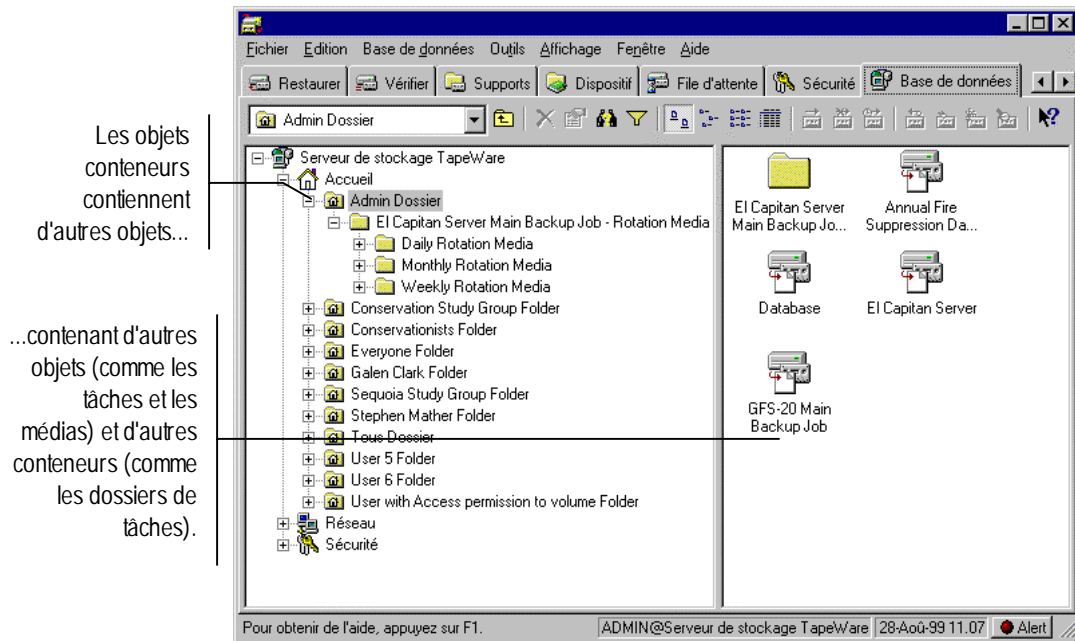 Fichier Edition Base de données Outils Affichage Fenêtre Aide
Restaurer Vérifier Supports Dispositif File d'attente Sécurité Base de données
Admin Dossier
Les objets
conteneurs
contiennent
d'autres objets...
...contenant d'autres
objets (comme les
tâches et les
médias) et d'autres
conteneurs (comme
les dossiers de
tâches).
Serveur de stockage TapeWare
Accueil
Admin Dossier
El Capitan Server Main Backup Job - Rotation Media
Daily Rotation Media
Monthly Rotation Media
Weekly Rotation Media
Conservation Study Group Folder
Conservationists Folder
Everyone Folder
Galen Clark Folder
Sequoia Study Group Folder
Stephen Mather Folder
Tous Dossier
User 5 Folder
User 6 Folder
User with Access permission to volume Folder
Réseau
Sécurité
El Capitan Server
Main Backup Jo...
Annual Fire
Suppression Da...
Database
El Capitan Server
GFS-20 Main
Backup Job
Pour obtenir de l'aide, appuyez sur F1.
ADMIN@Serveur de stockage TapeWare
28-Aoû-99 11.07
Alert